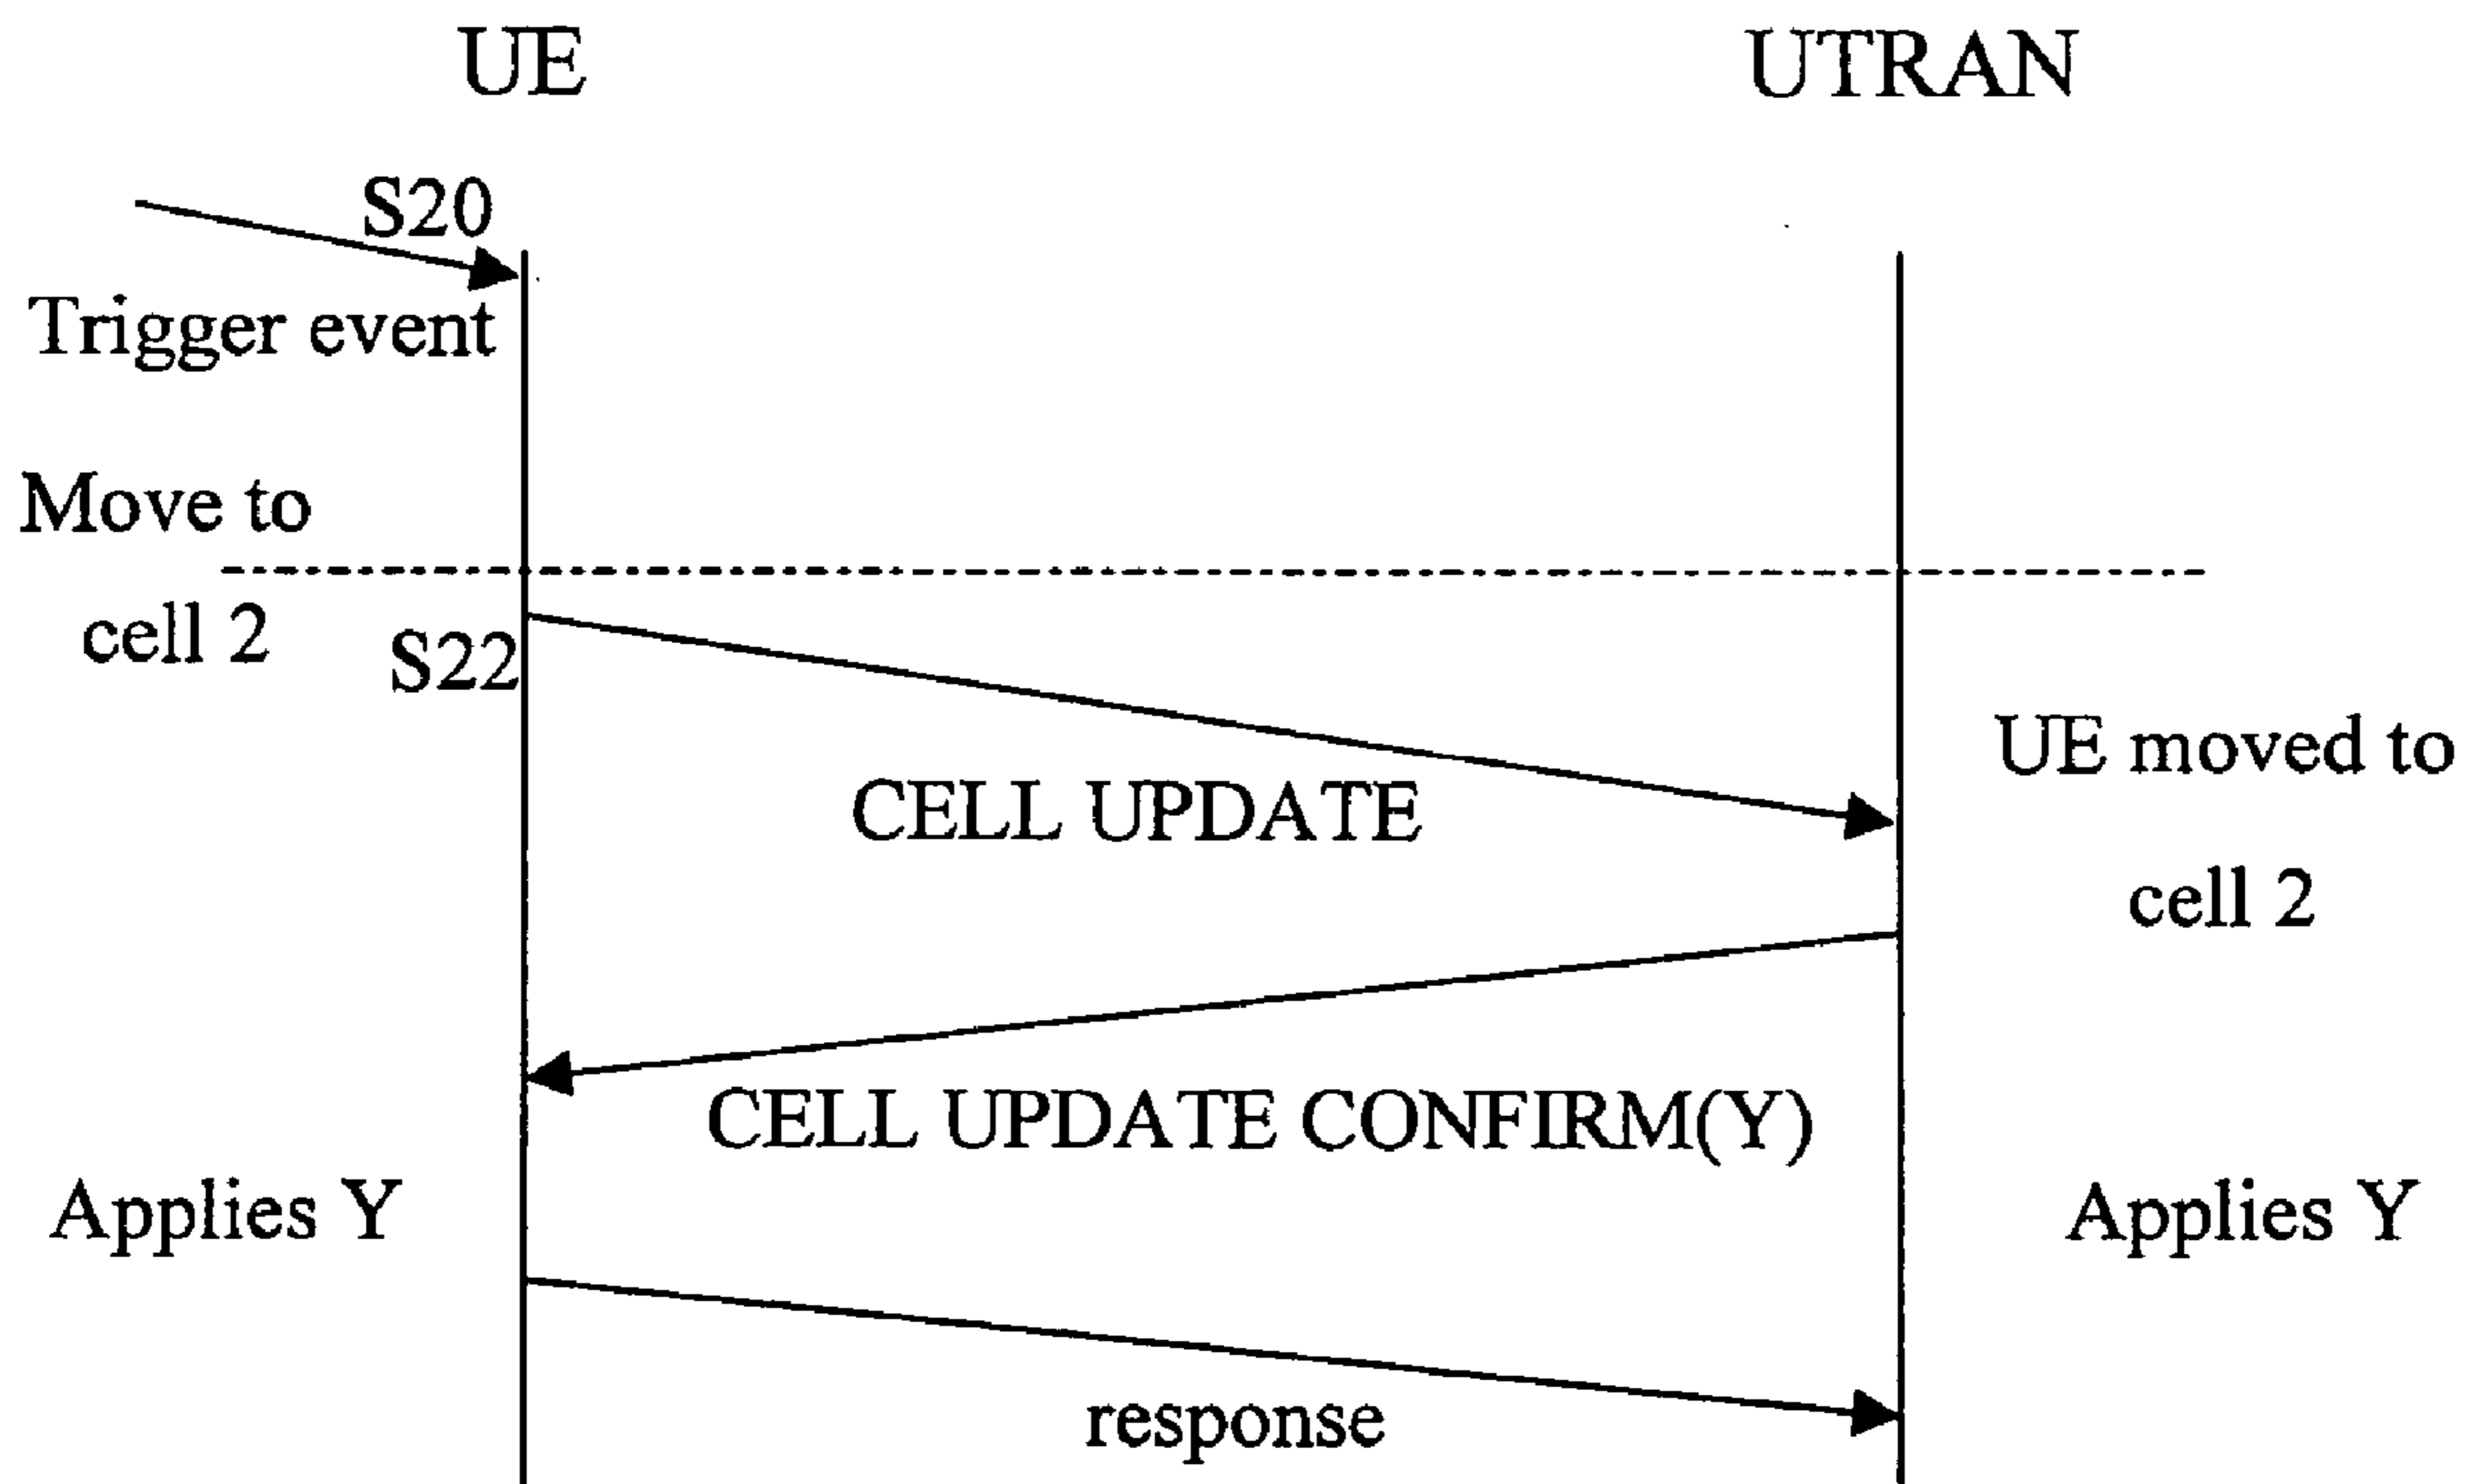 UE
UTRAN
S20
Trigger event
Move to
cell 2
S22
UE moved to
CELL UPDATE
cell 2
CELL UPDATE CONFIRM(Y)
Applies Y
Applies Y
response